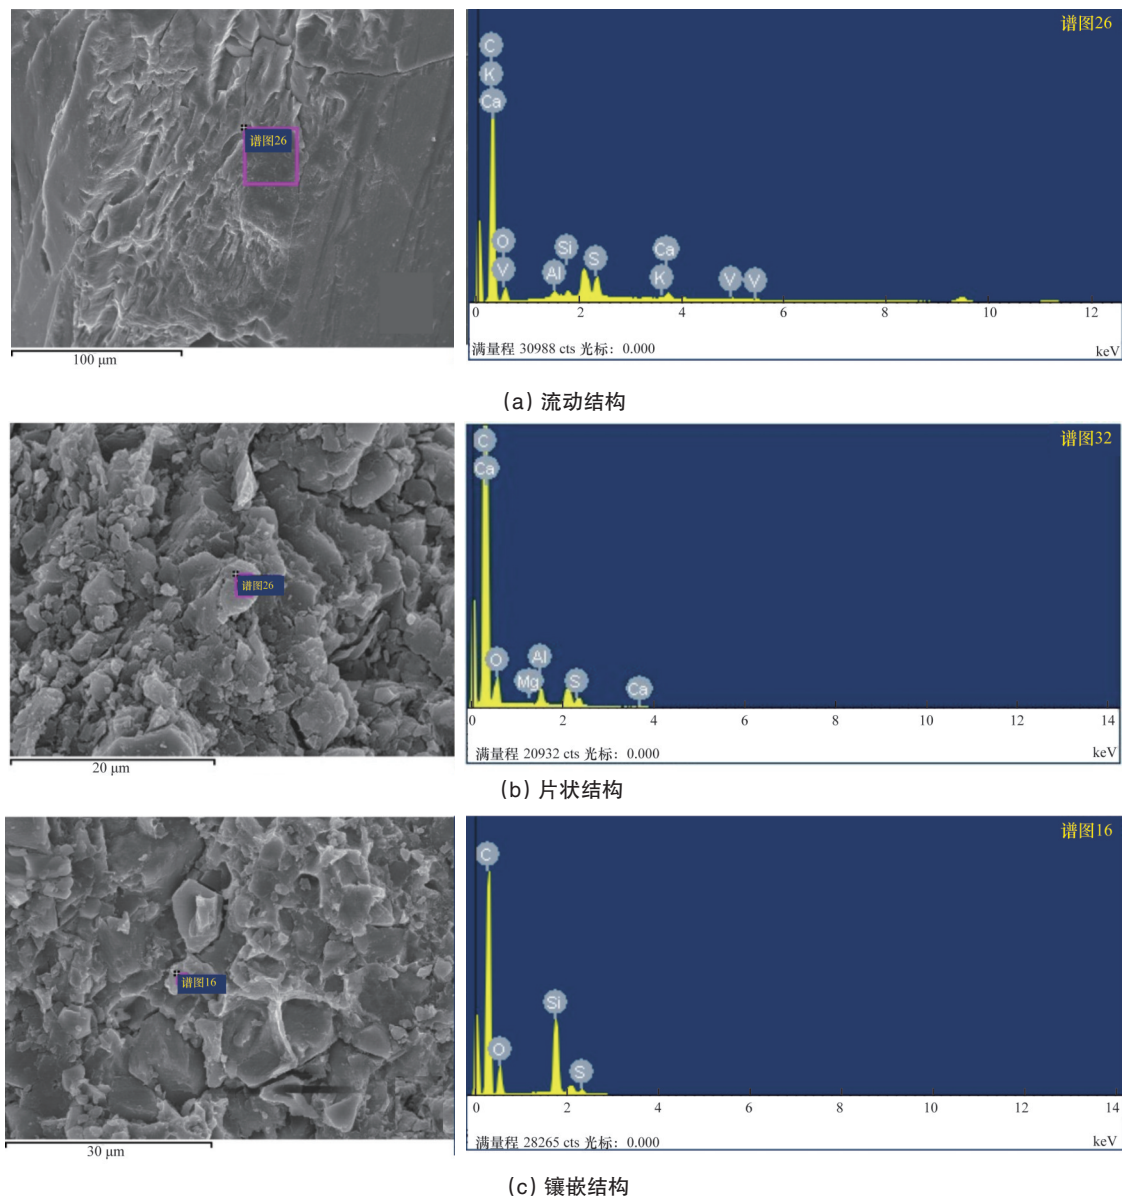 谱图26
C
K
Ca
谱图26
O
V
Al
Si
S
Ca
K
V
V
0 2 4 6 8 10 12
满量程 30988 cts 光标: 0.000
keV
100 μm
(a) 流动结构
谱图32
C
Ca
谱图26
O
Mg
Al
S
Ca
0 2 4 6 8 10 12 14
满量程 20932 cts 光标: 0.000
keV
20 μm
(b) 片状结构
谱图16
C
谱图16
O
Si
S
0 2 4 6 8 10 12 14
满量程 28265 cts 光标: 0.000
keV
30 μm
(c) 镶嵌结构